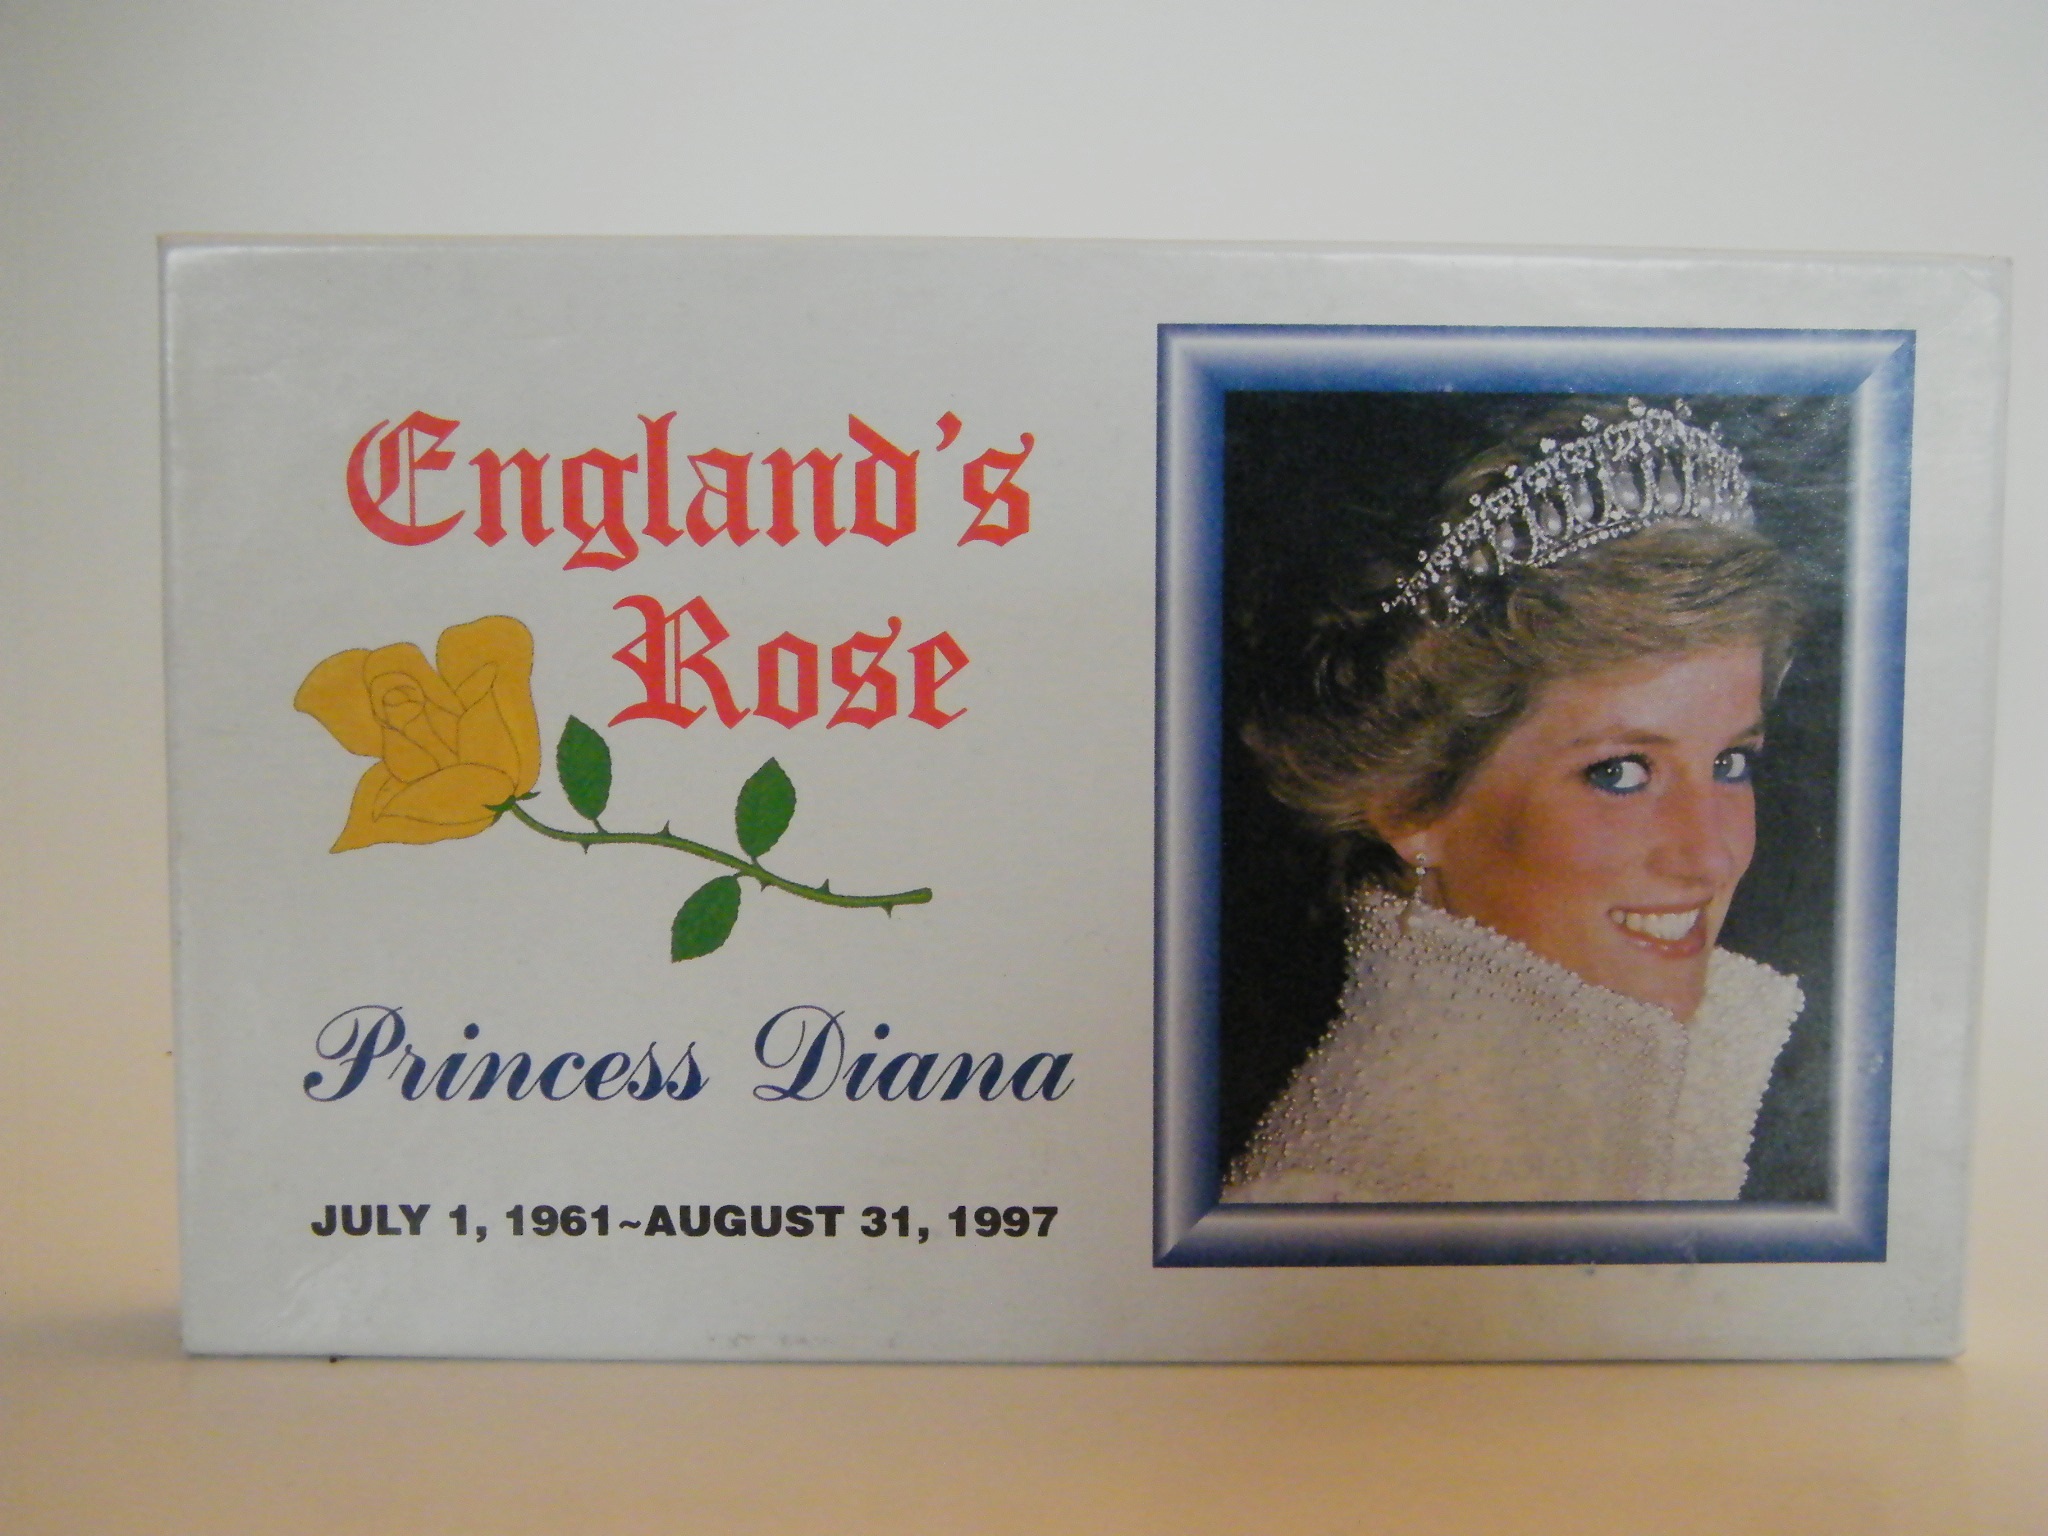 England's
Rose
Princess Diana
JULY 1, 1961~AUGUST 31, 1997